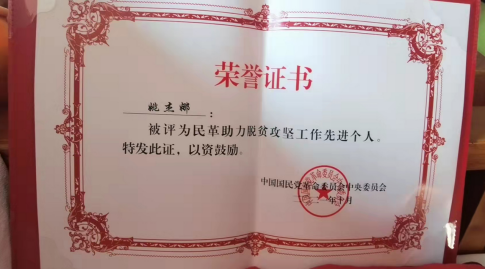 荣誉证书
姚杰娜：
被评为民革助力脱贫攻坚工作先进个人。
特发此证，以资鼓励。
中国国民党革命委员会中央委员会
年十月